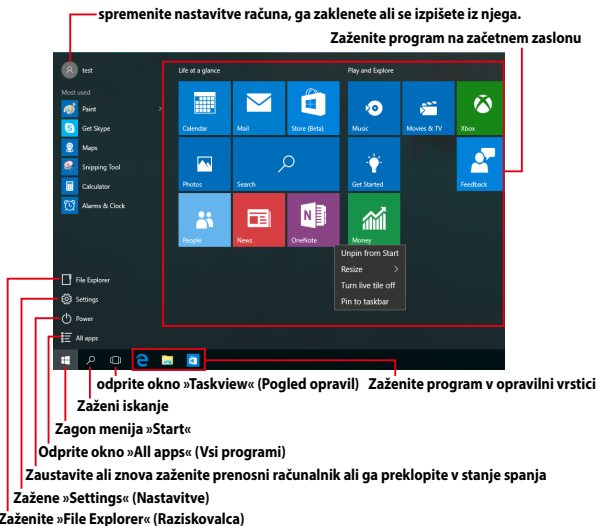 spremenite nastavitve računa, ga zaklenete ali se izpišete iz njega.
Zaženite program na začetnem zaslonu
test
Life at a glance
Play and Explore
Most used
Paint
Get Skype
Maps
Snipping Tool
Calculator
Alarms & Clock
Calendar
Mail
Store (Beta)
Music
Movies & TV
Xbox
Photos
Search
Get Started
Feedback
People
News
OneNote
Money
Unpin from Start
Resize
Turn live tile off
Pin to taskbar
File Explorer
Settings
Power
All apps
odprite okno »Taskview« (Pogled opravil)
Zaženite program v opravilni vrstici
Zaženi iskanje
Zagon menija »Start«
Odprite okno »All apps« (Vsi programi)
Zaustavite ali znova zaženite prenosni računalnik ali ga preklopite v stanje spanja
Zažene »Settings« (Nastavitve)
Zaženite »File Explorer« (Raziskovalca)